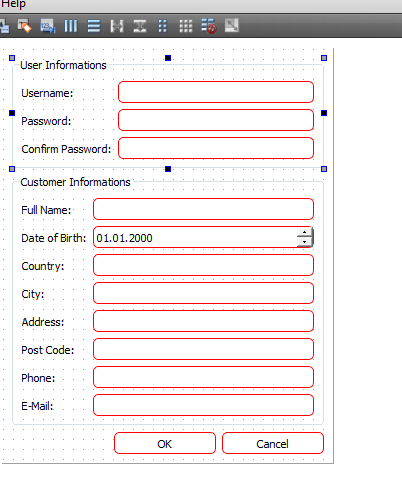 Help
User Informations
Username:
Password:
Confirm Password:
Customer Informations
Full Name:
Date of Birth: 01.01.2000
Country:
City:
Address:
Post Code:
Phone:
E-Mail:
OK Cancel